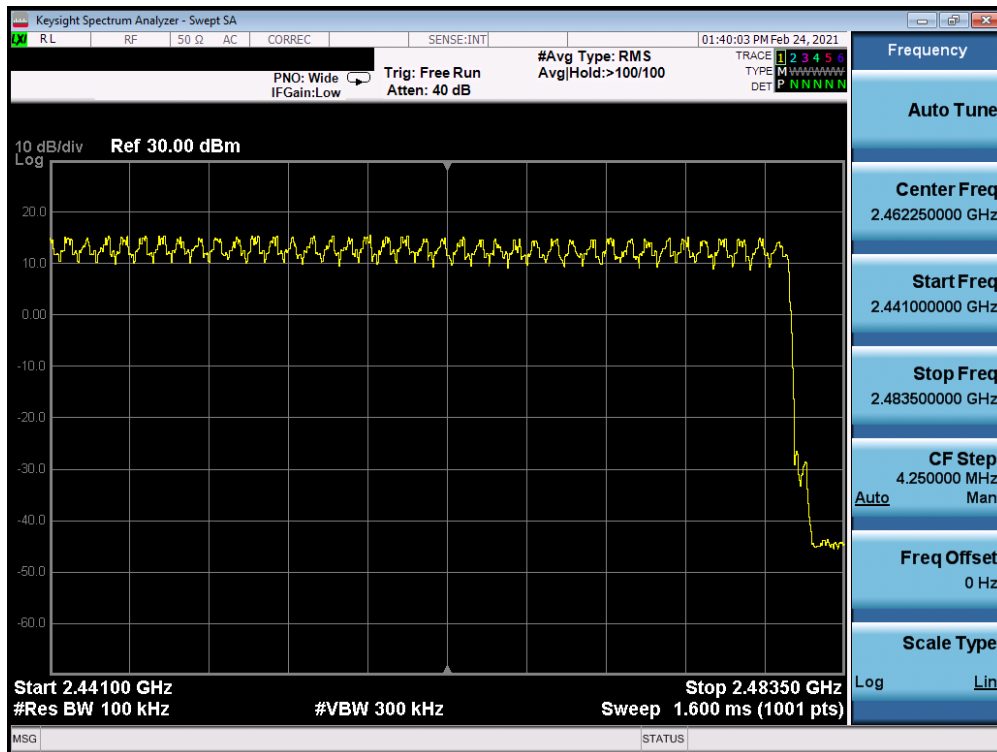 Keysight Spectrum Analyzer - Swept SA
LXI RL RF 50 Ω AC CORREC SENSE:INT 01:40:03 PM Feb 24, 2021
PNO: Wide
IFGain:Low
Trig: Free Run
Atten: 40 dB
#Avg Type: RMS
Avg|Hold:>100/100
TRACE 1 2 3 4 5 6
TYPE M WWWWW
DET P N N N N N
10 dB/div
Log
Ref 30.00 dBm
20.0
10.0
0.00
-10.0
-20.0
-30.0
-40.0
-50.0
-60.0
Start 2.44100 GHz
#Res BW 100 kHz
#VBW 300 kHz
Stop 2.48350 GHz
Sweep 1.600 ms (1001 pts)
MSG
STATUS
Frequency
Auto Tune
Center Freq
2.462250000 GHz
Start Freq
2.441000000 GHz
Stop Freq
2.483500000 GHz
CF Step
4.250000 MHz
Auto Man
Freq Offset
0 Hz
Scale Type
Log Lin